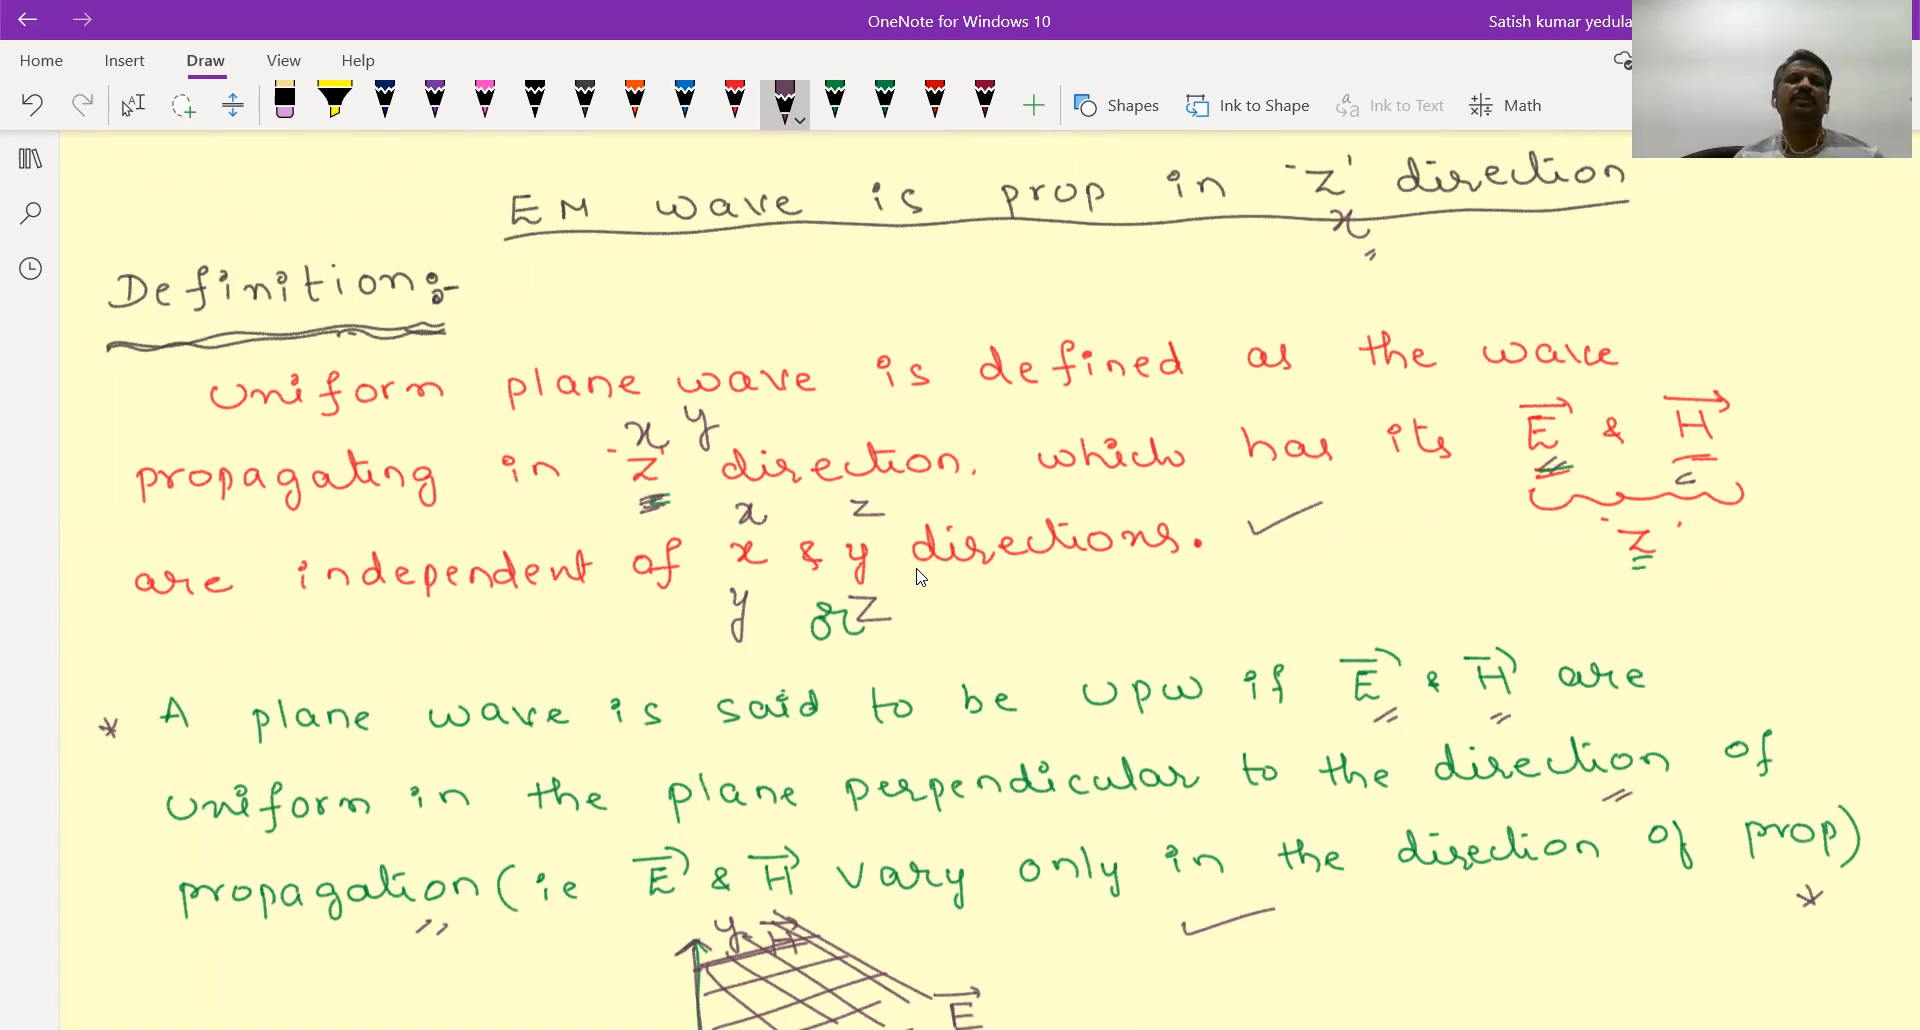 OneNote for Windows 10
Satish kumar yedula
Home Insert Draw View Help
Shapes Ink to Shape Ink to Text Math
EM wave is prop in 'z' direction
x
Definition:-
Uniform plane wave is defined as the wave
x y
propagating in 'z' direction. which has its E & H
x z
are independent of x & y directions.
'z'
y or z
* A plane wave is said to be UPW if E & H are
uniform in the plane perpendicular to the direction of
propagation (ie E & H vary only in the direction of prop)
*
y H
E